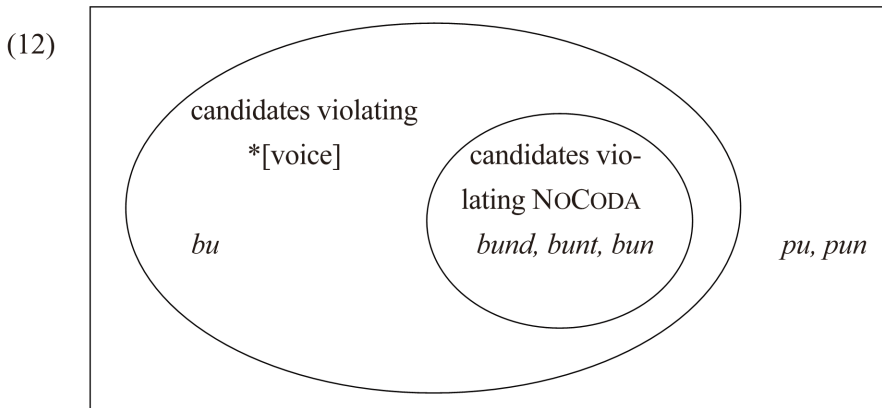 (12)
candidates violating
*[voice]
candidates vio-
lating NOCODA
bu
bund, bunt, bun
pu, pun